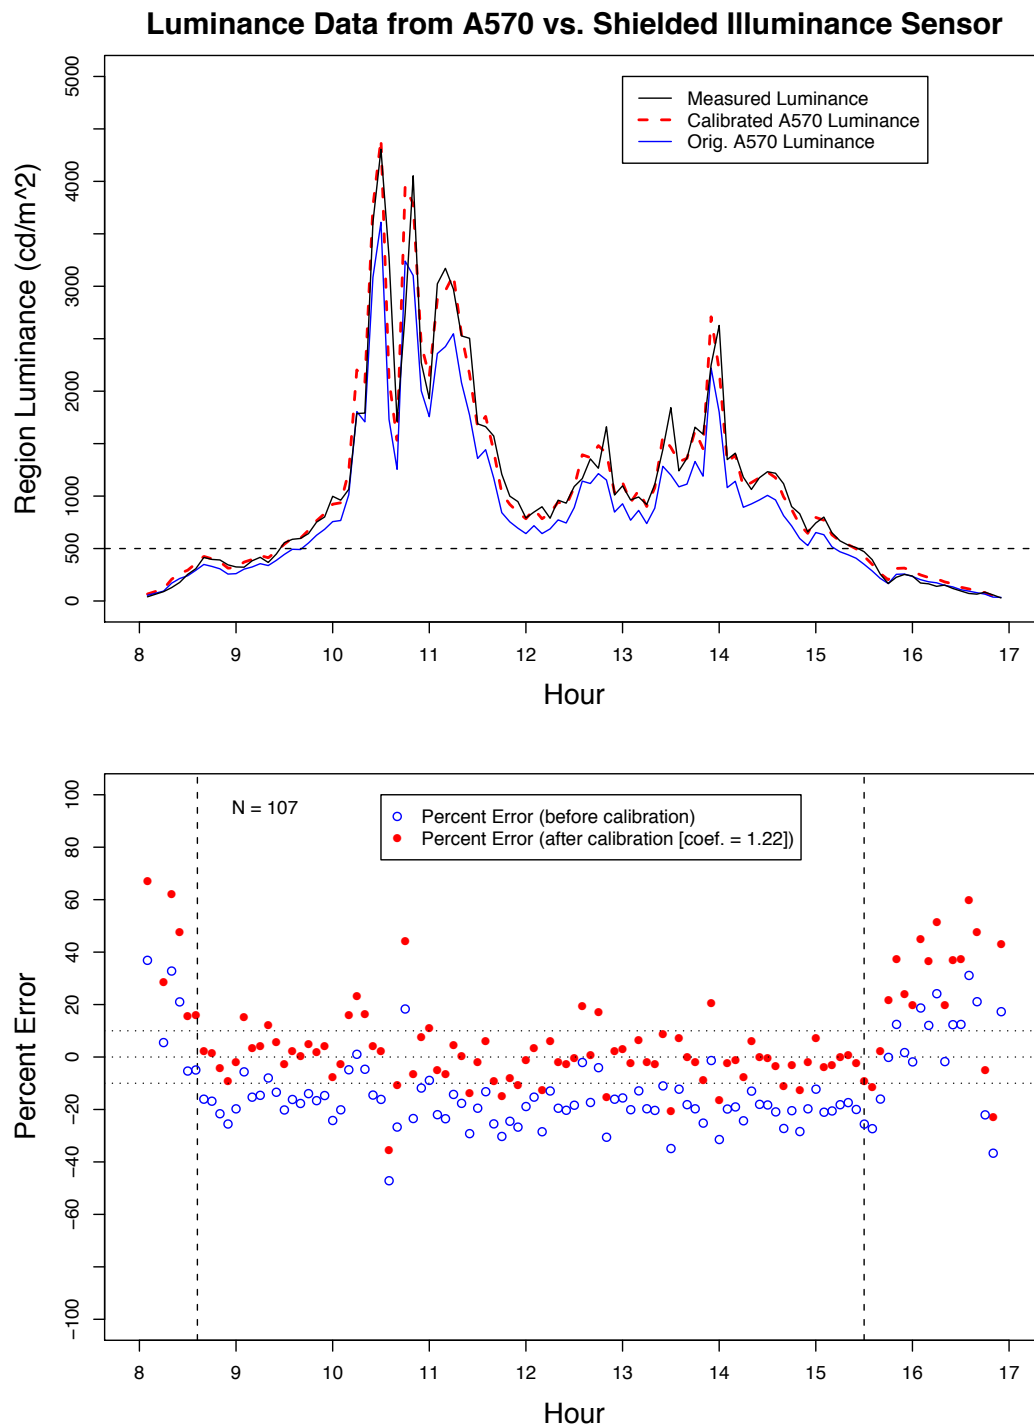 Luminance Data from A570 vs. Shielded Illuminance Sensor
Region Luminance (cd/m^2)
5000
4000
3000
2000
1000
500
0
Measured Luminance
Calibrated A570 Luminance
Orig. A570 Luminance
8 9 10 11 12 13 14 15 16 17
Hour
Percent Error
100
80
60
40
20
0
−20
−40
−60
−100
N = 107
Percent Error (before calibration)
Percent Error (after calibration [coef. = 1.22])
8 9 10 11 12 13 14 15 16 17
Hour